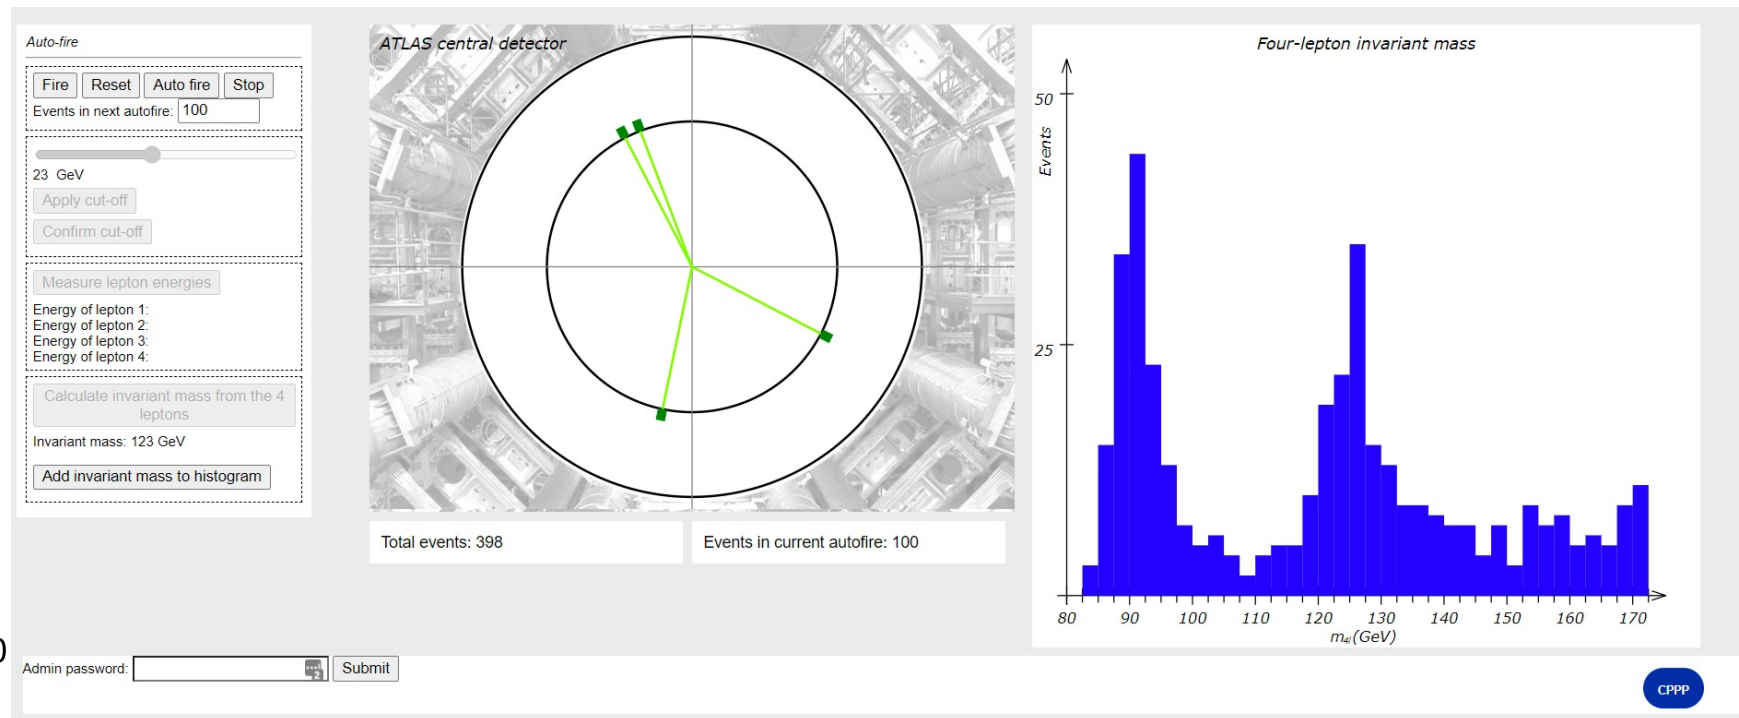 Auto-fire
Fire Reset Auto fire Stop
Events in next autofire: 100
23 GeV
Apply cut-off
Confirm cut-off
Measure lepton energies
Energy of lepton 1:
Energy of lepton 2:
Energy of lepton 3:
Energy of lepton 4:
Calculate invariant mass from the 4
leptons
Invariant mass: 123 GeV
Add invariant mass to histogram
ATLAS central detector
Total events: 398
Events in current autofire: 100
Four-lepton invariant mass
50
Events
25
80 90 100 110 120 130 140 150 160 170
m4l(GeV)
Admin password:
2
Submit
CPPP